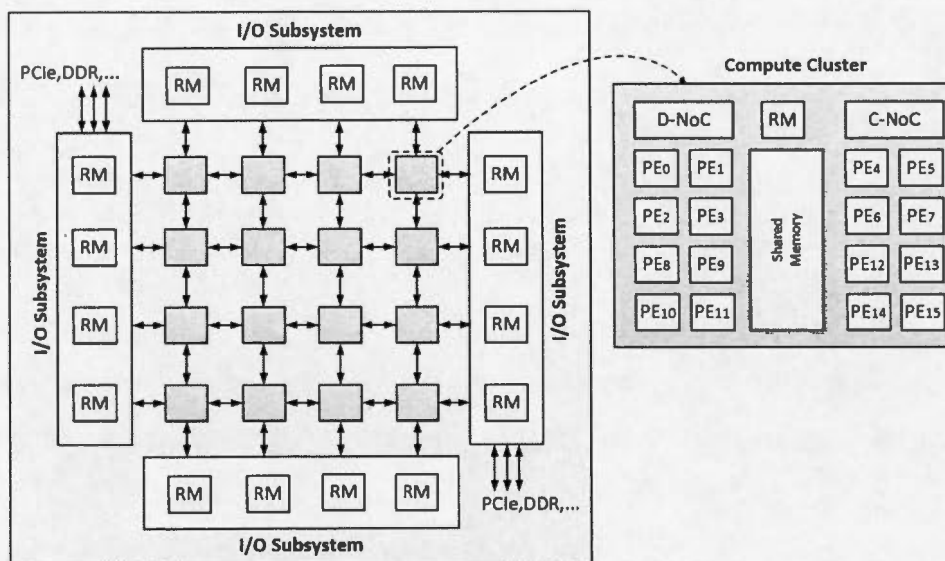 I/O Subsystem
PCIe,DDR,...
RM RM RM RM
I/O Subsystem
RM
RM
RM
RM
RM
RM
RM
RM
I/O Subsystem
RM RM RM RM
PCIe,DDR,...
I/O Subsystem
Compute Cluster
D-NoC RM C-NoC
PE0 PE1 PE4 PE5
PE2 PE3 PE6 PE7
PE8 PE9 PE12 PE13
PE10 PE11 PE14 PE15
Shared
Memory